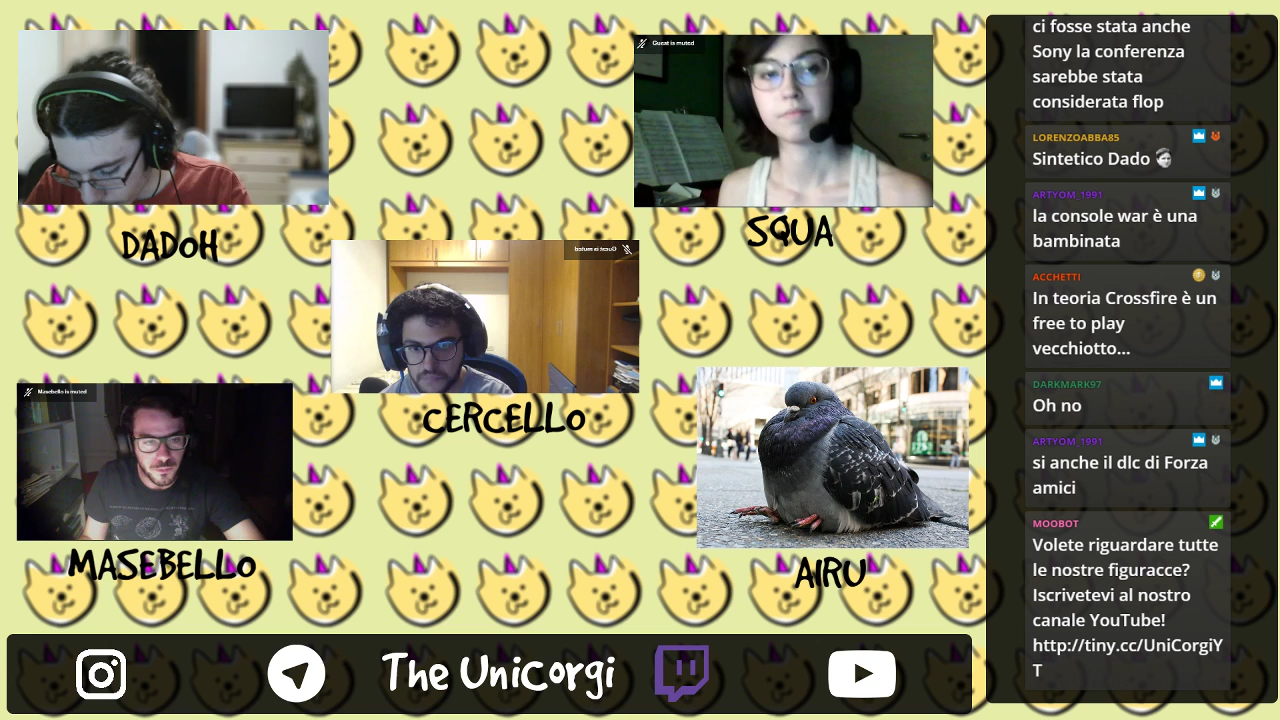 Guest is muted
DADOH
SQUA
Guest is muted
CERCELLO
Masebello is muted
MASEBELLO
AIRU
The UniCorgi
ci fosse stata anche
Sony la conferenza
sarebbe stata
considerata flop
LORENZOABBA85
Sintetico Dado
ARTYOM_1991
la console war è una
bambinata
ACCHETTI
In teoria Crossfire è un
free to play
vecchiotto...
DARKMARK97
Oh no
ARTYOM_1991
si anche il dlc di Forza
amici
MOOBOT
Volete riguardare tutte
le nostre figuracce?
Iscrivetevi al nostro
canale YouTube!
http://tiny.cc/UniCorgiY
T